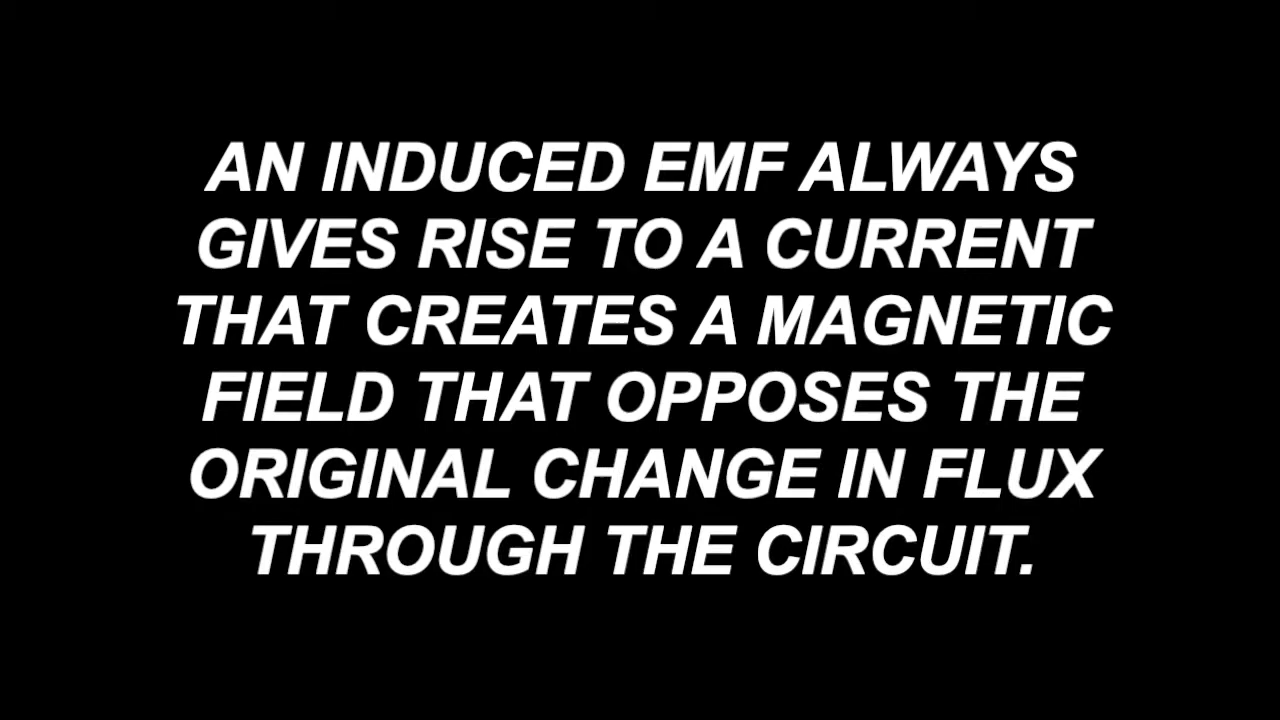 AN INDUCED EMF ALWAYS
GIVES RISE TO A CURRENT
THAT CREATES A MAGNETIC
FIELD THAT OPPOSES THE
ORIGINAL CHANGE IN FLUX
THROUGH THE CIRCUIT.